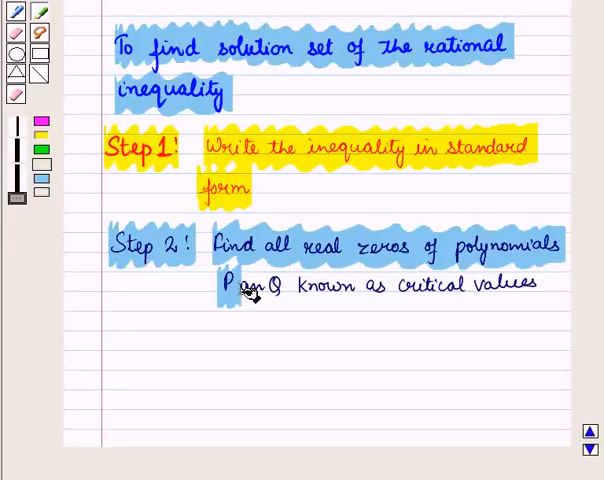 To find solution set of the rational
inequality
Step 1! Write the inequality in standard
form
Step 2! Find all real zeros of polynomials
P an Q known as critical values